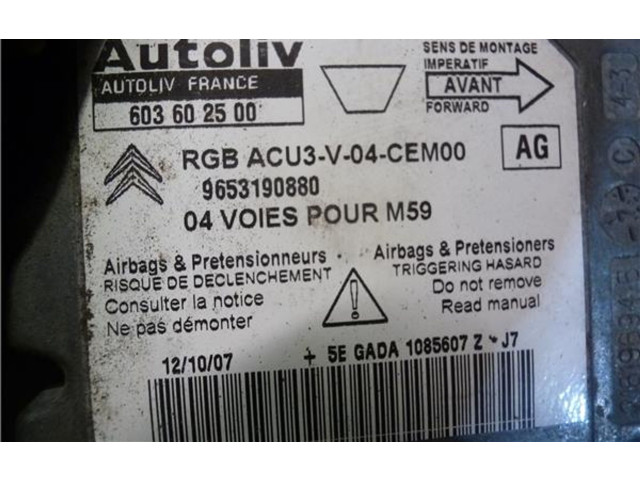 Autoliv
AUTOLIV FRANCE
603 60 25 00
SENS DE MONTAGE
IMPERATIF
AVANT
FORWARD
RGB ACU3-V-04-CEM00
AG
9653190880
04 VOIES POUR M59
Airbags & Pretensionneurs
RISQUE DE DECLENCHEMENT
Consulter la notice
Ne pas démonter
Airbags & Pretensioners
TRIGGERING HASARD
Do not remove
Read manual
12/10/07 + 5E GADA 1085607 Z J7
4-3